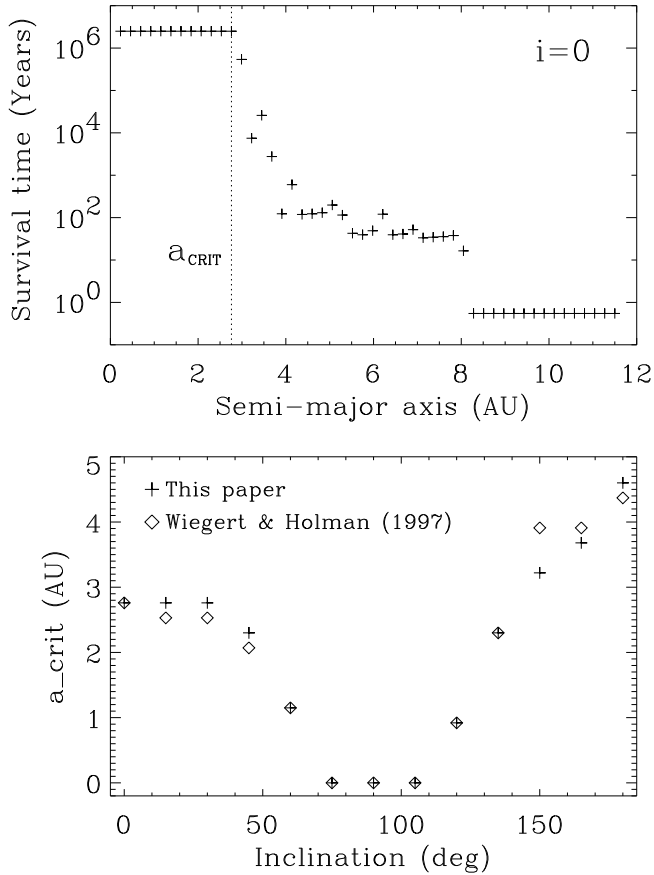 Survival time (Years)
10^6
10^4
10^2
10^0
i=0
a_CRIT
0 2 4 6 8 10 12
Semi-major axis (AU)
a_crit (AU)
5
4
3
2
1
0
+ This paper
◇ Wiegert & Holman (1997)
0 50 100 150
Inclination (deg)